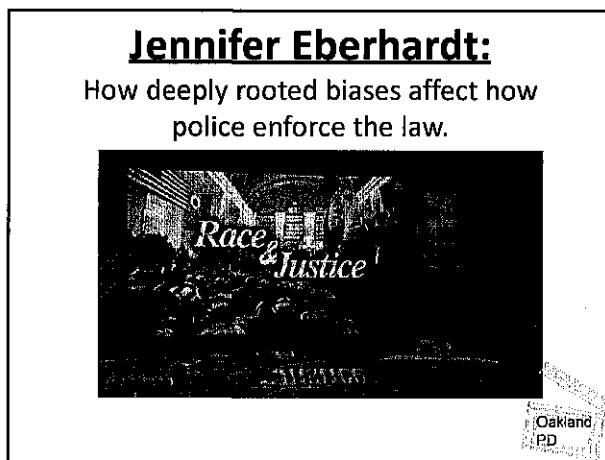 Jennifer Eberhardt:
How deeply rooted biases affect how
police enforce the law.
Race
&
Justice
Oakland
PD